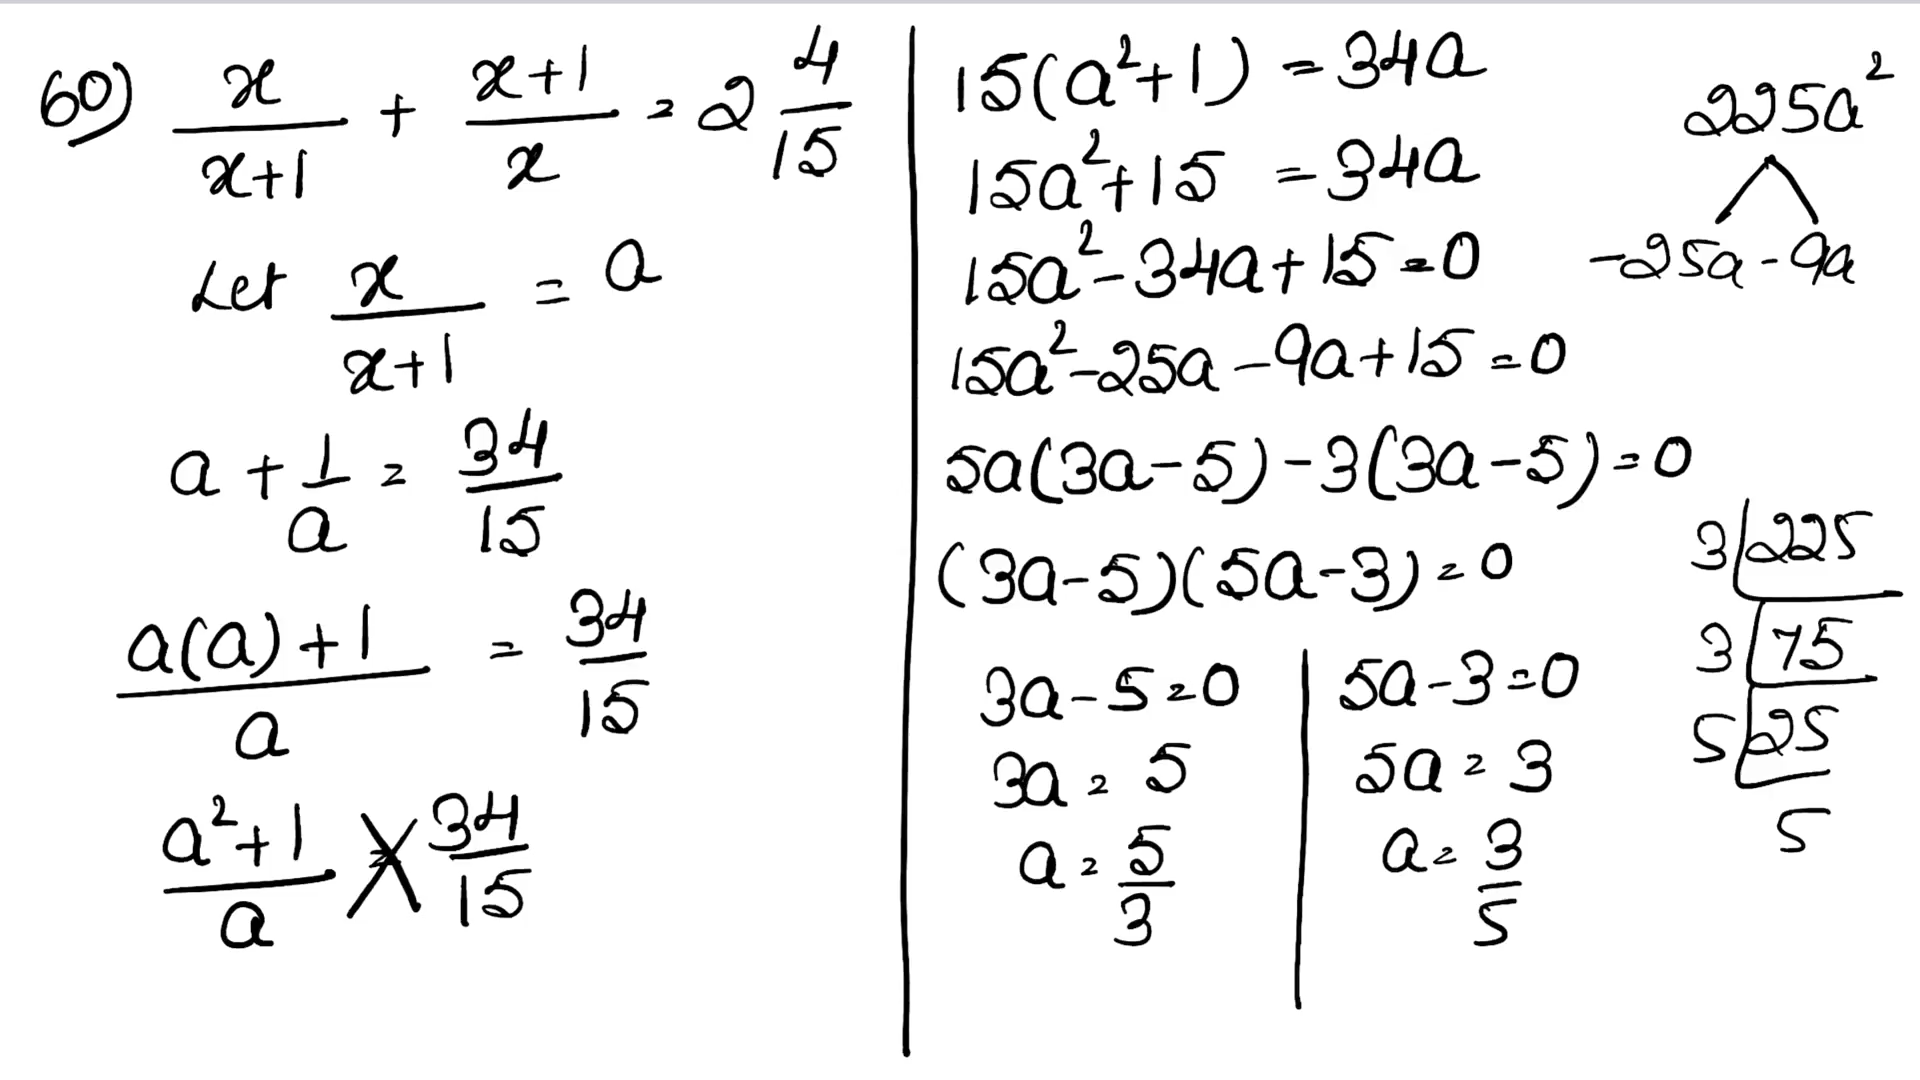 60) x/(x+1) + (x+1)/x = 2 4/15
Let x/(x+1) = a
a + 1/a = 34/15
(a(a)+1)/a = 34/15
(a²+1)/a = 34/15
15(a²+1) = 34a
15a²+15 = 34a
15a²-34a+15=0
15a²-25a-9a+15=0
5a(3a-5)-3(3a-5)=0
(3a-5)(5a-3)=0
3a-5=0
3a = 5
a = 5/3
5a-3=0
5a = 3
a = 3/5
225a²
-25a -9a
3 225
3 75
5 25
5